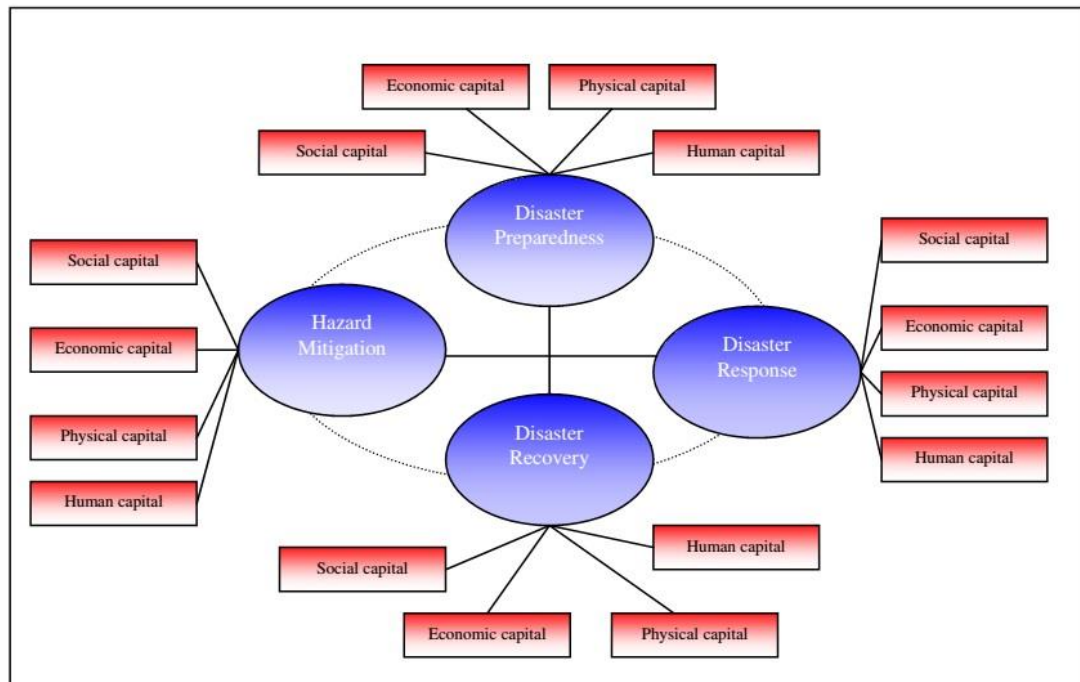 Economic capital
Physical capital
Social capital
Human capital
Disaster
Preparedness
Social capital
Economic capital
Physical capital
Human capital
Hazard
Mitigation
Disaster
Response
Social capital
Economic capital
Physical capital
Human capital
Disaster
Recovery
Social capital
Human capital
Economic capital
Physical capital